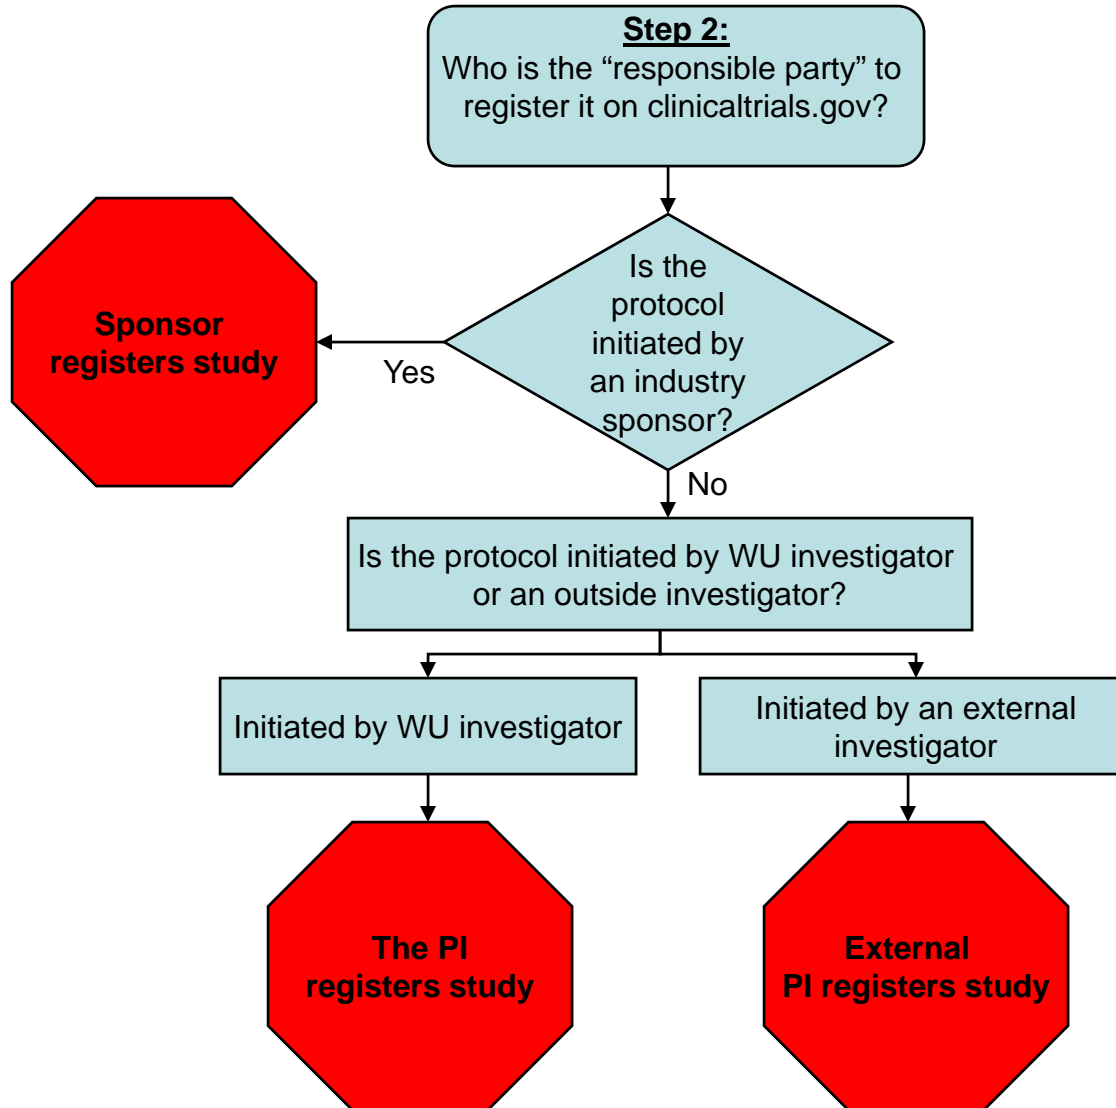 Step 2:
Who is the “responsible party” to
register it on clinicaltrials.gov?
Is the
protocol
initiated by
an industry
sponsor?
Sponsor
registers study
Yes
No
Is the protocol initiated by WU investigator
or an outside investigator?
Initiated by WU investigator
Initiated by an external
investigator
The PI
registers study
External
PI registers study